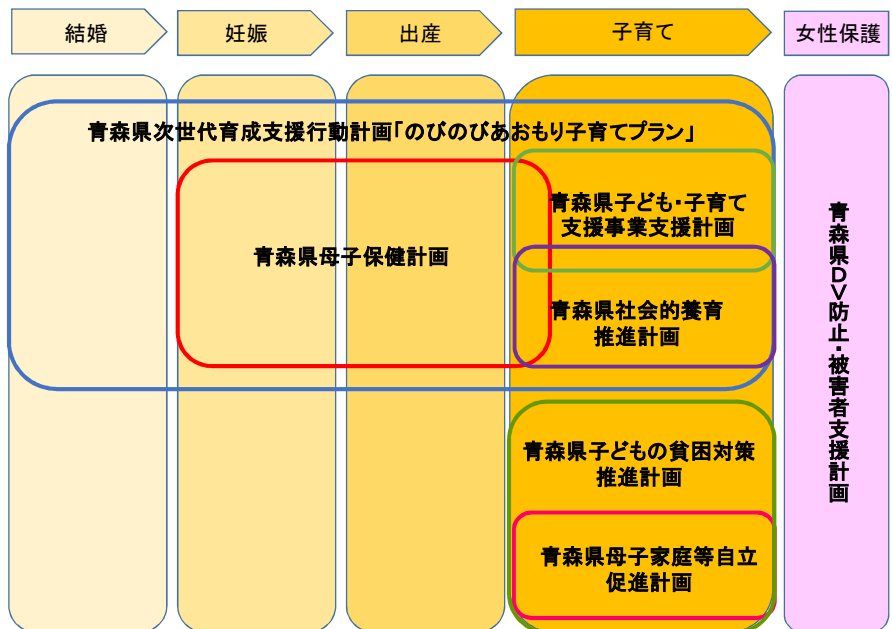 結婚
妊娠
出産
子育て
女性保護
青森県次世代育成支援行動計画「のびのびあおもり子育てプラン」
青森県子ども・子育て
支援事業支援計画
青森県母子保健計画
青森県社会的養育
推進計画
青森県子どもの貧困対策
推進計画
青森県母子家庭等自立
促進計画
青森県DV防止・被害者支援計画